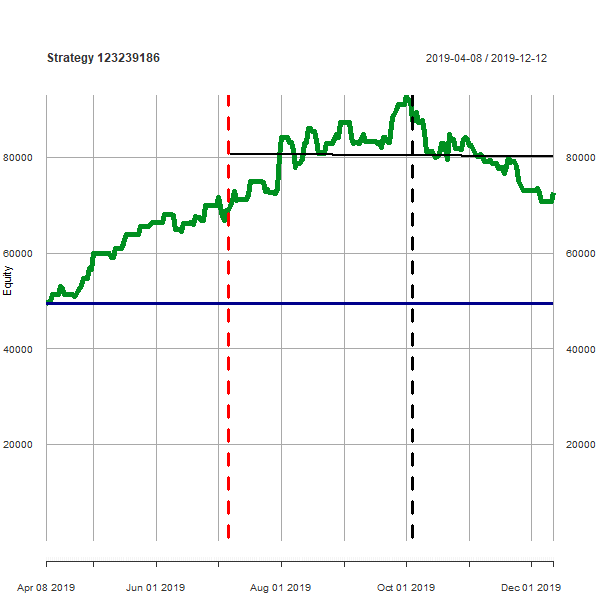 Strategy 123239186
2019-04-08 / 2019-12-12
80000 80000
60000 60000
Equity
40000 40000
20000 20000
Apr 08 2019 Jun 01 2019 Aug 01 2019 Oct 01 2019 Dec 01 2019